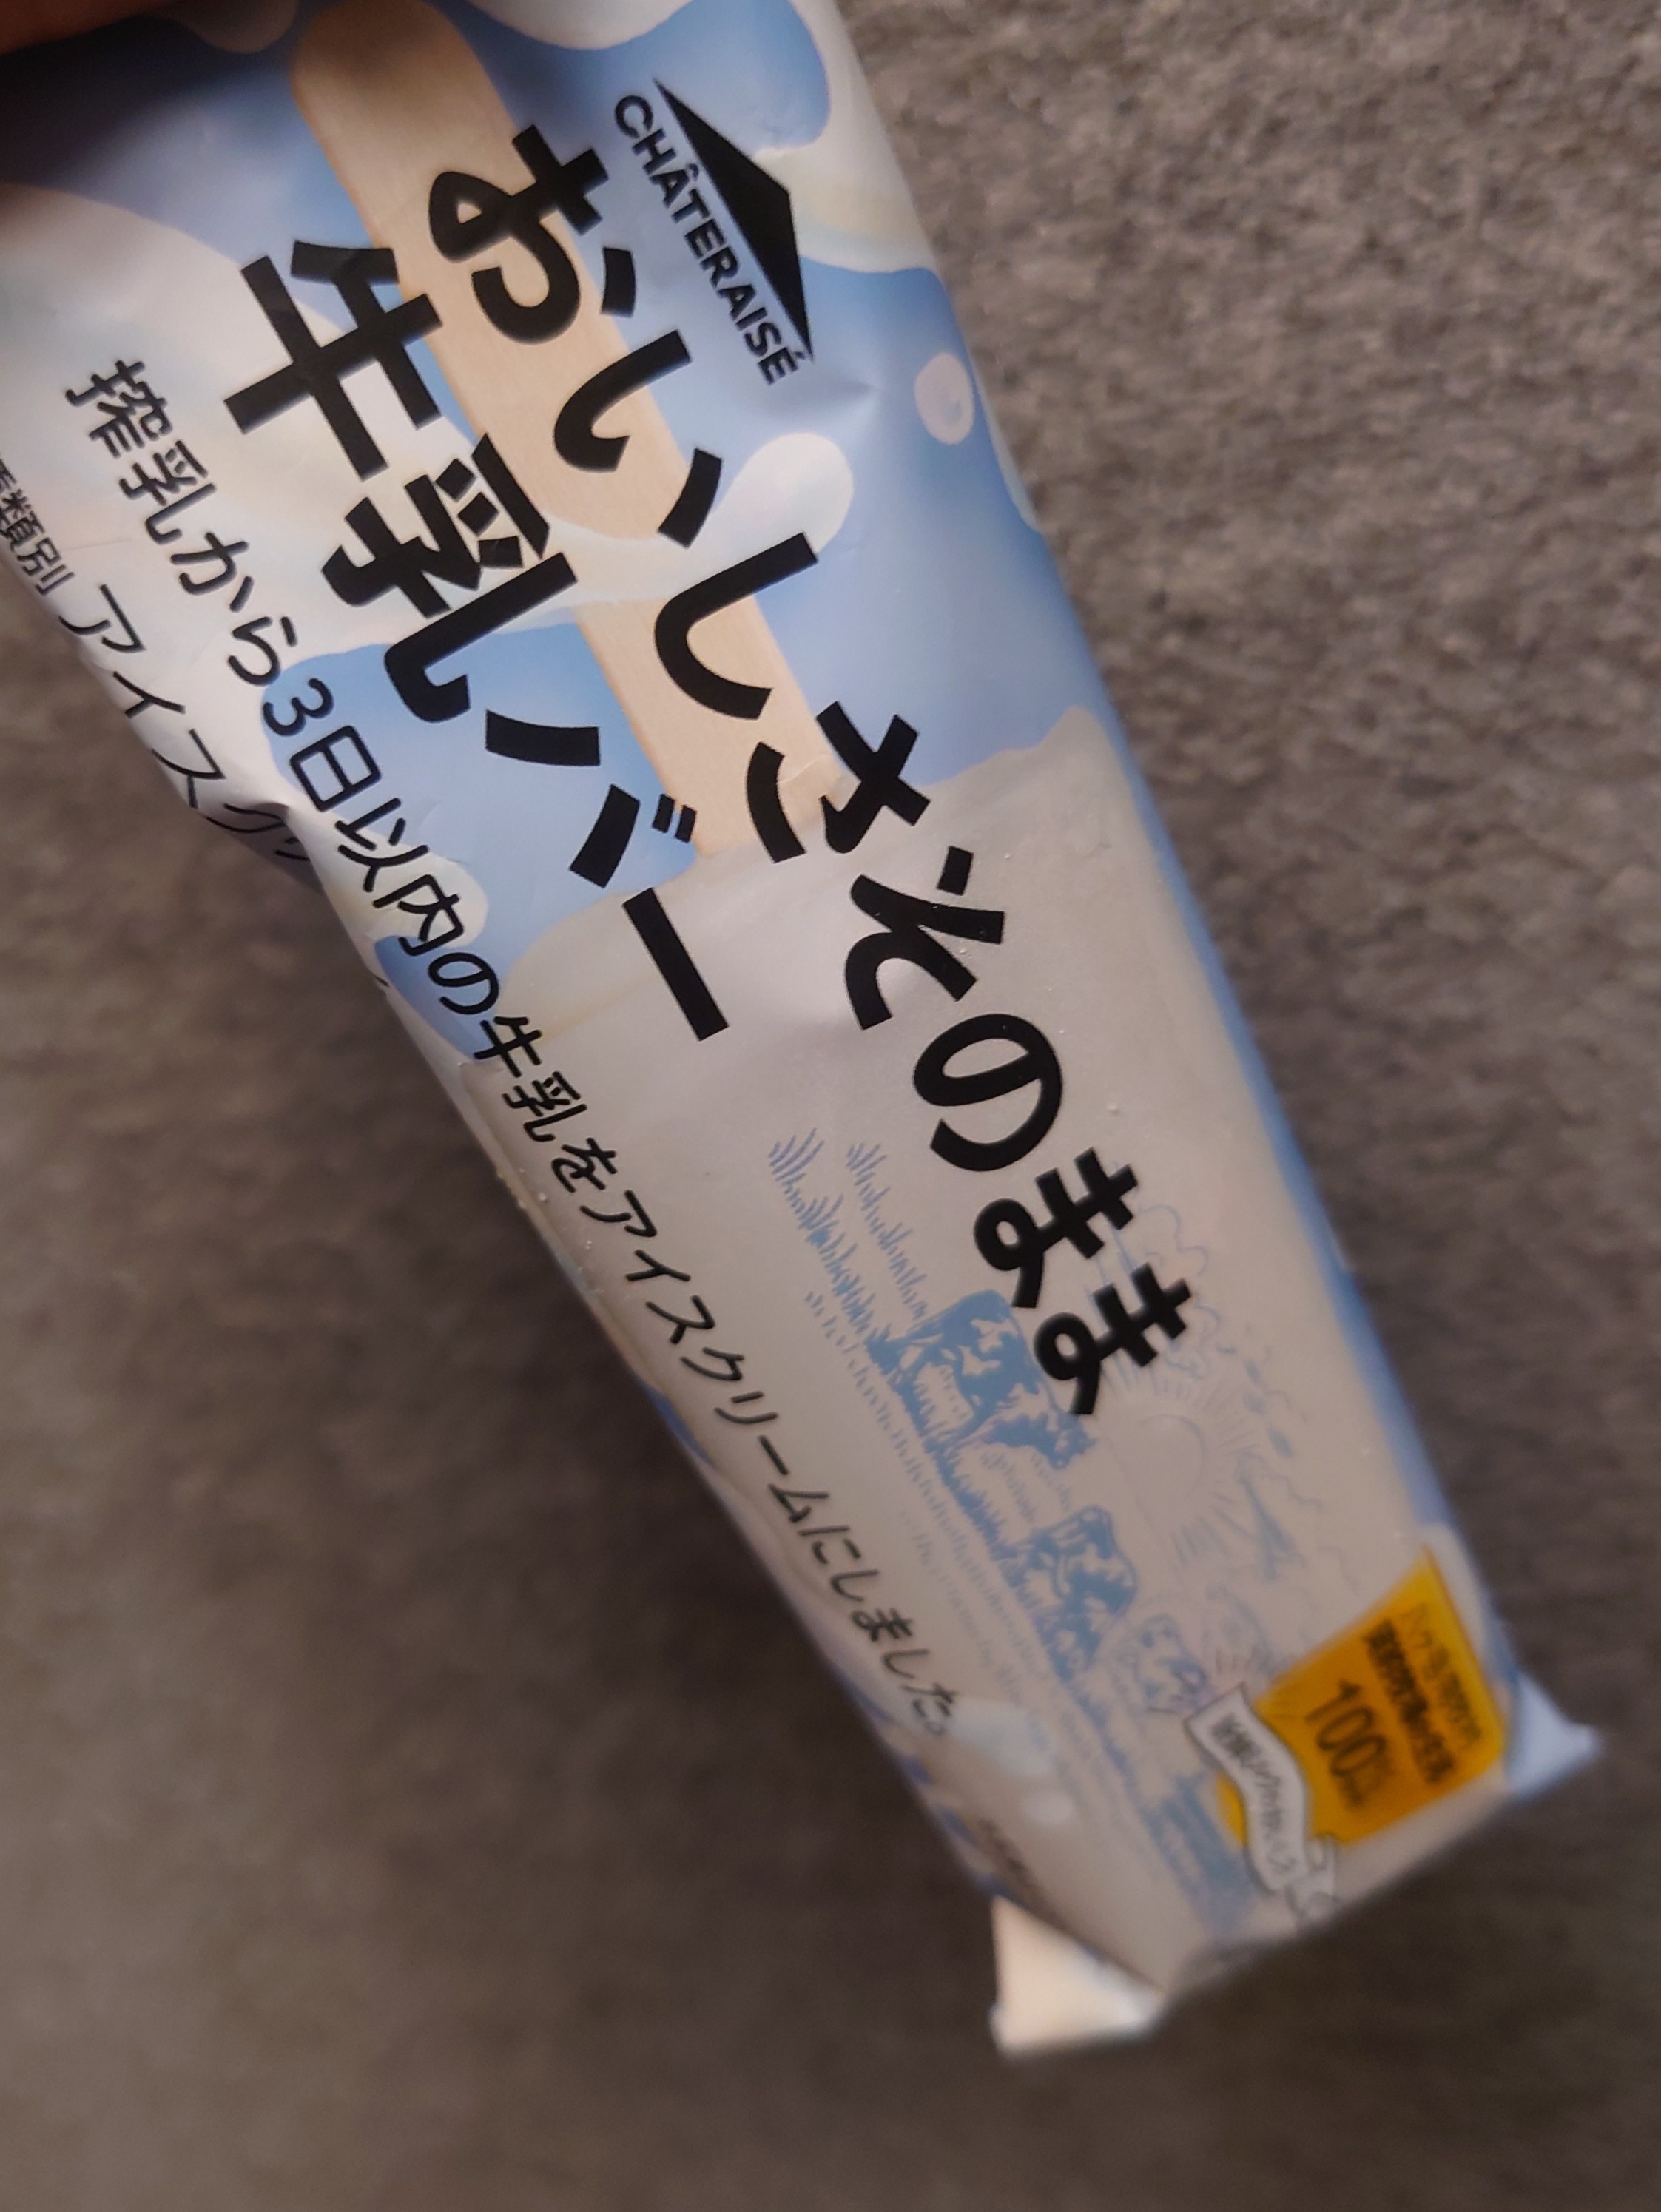 CHÂTERAISÉ
おいしさそのまま
牛乳バー
搾乳から3日以内の牛乳をアイスクリームにしました。
種類別 アイスクリ
100